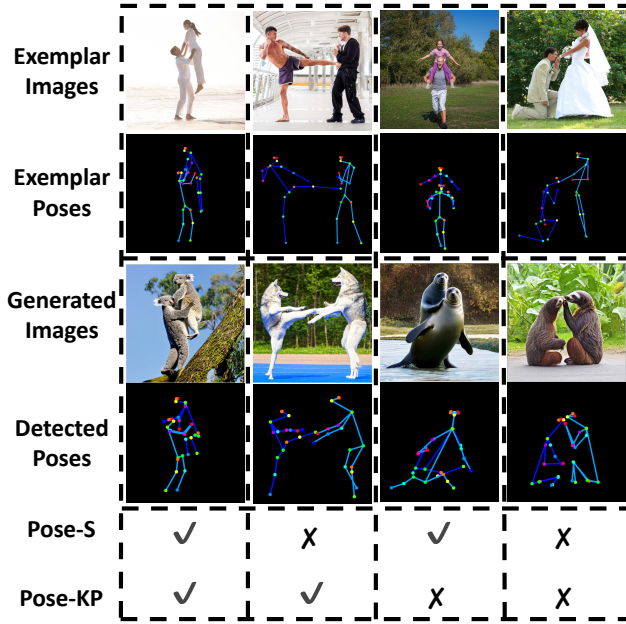 Exemplar
Images
Exemplar
Poses
Generated
Images
Detected
Poses
Pose-S ✓ ✗ ✓ ✗
Pose-KP ✓ ✓ ✗ ✗